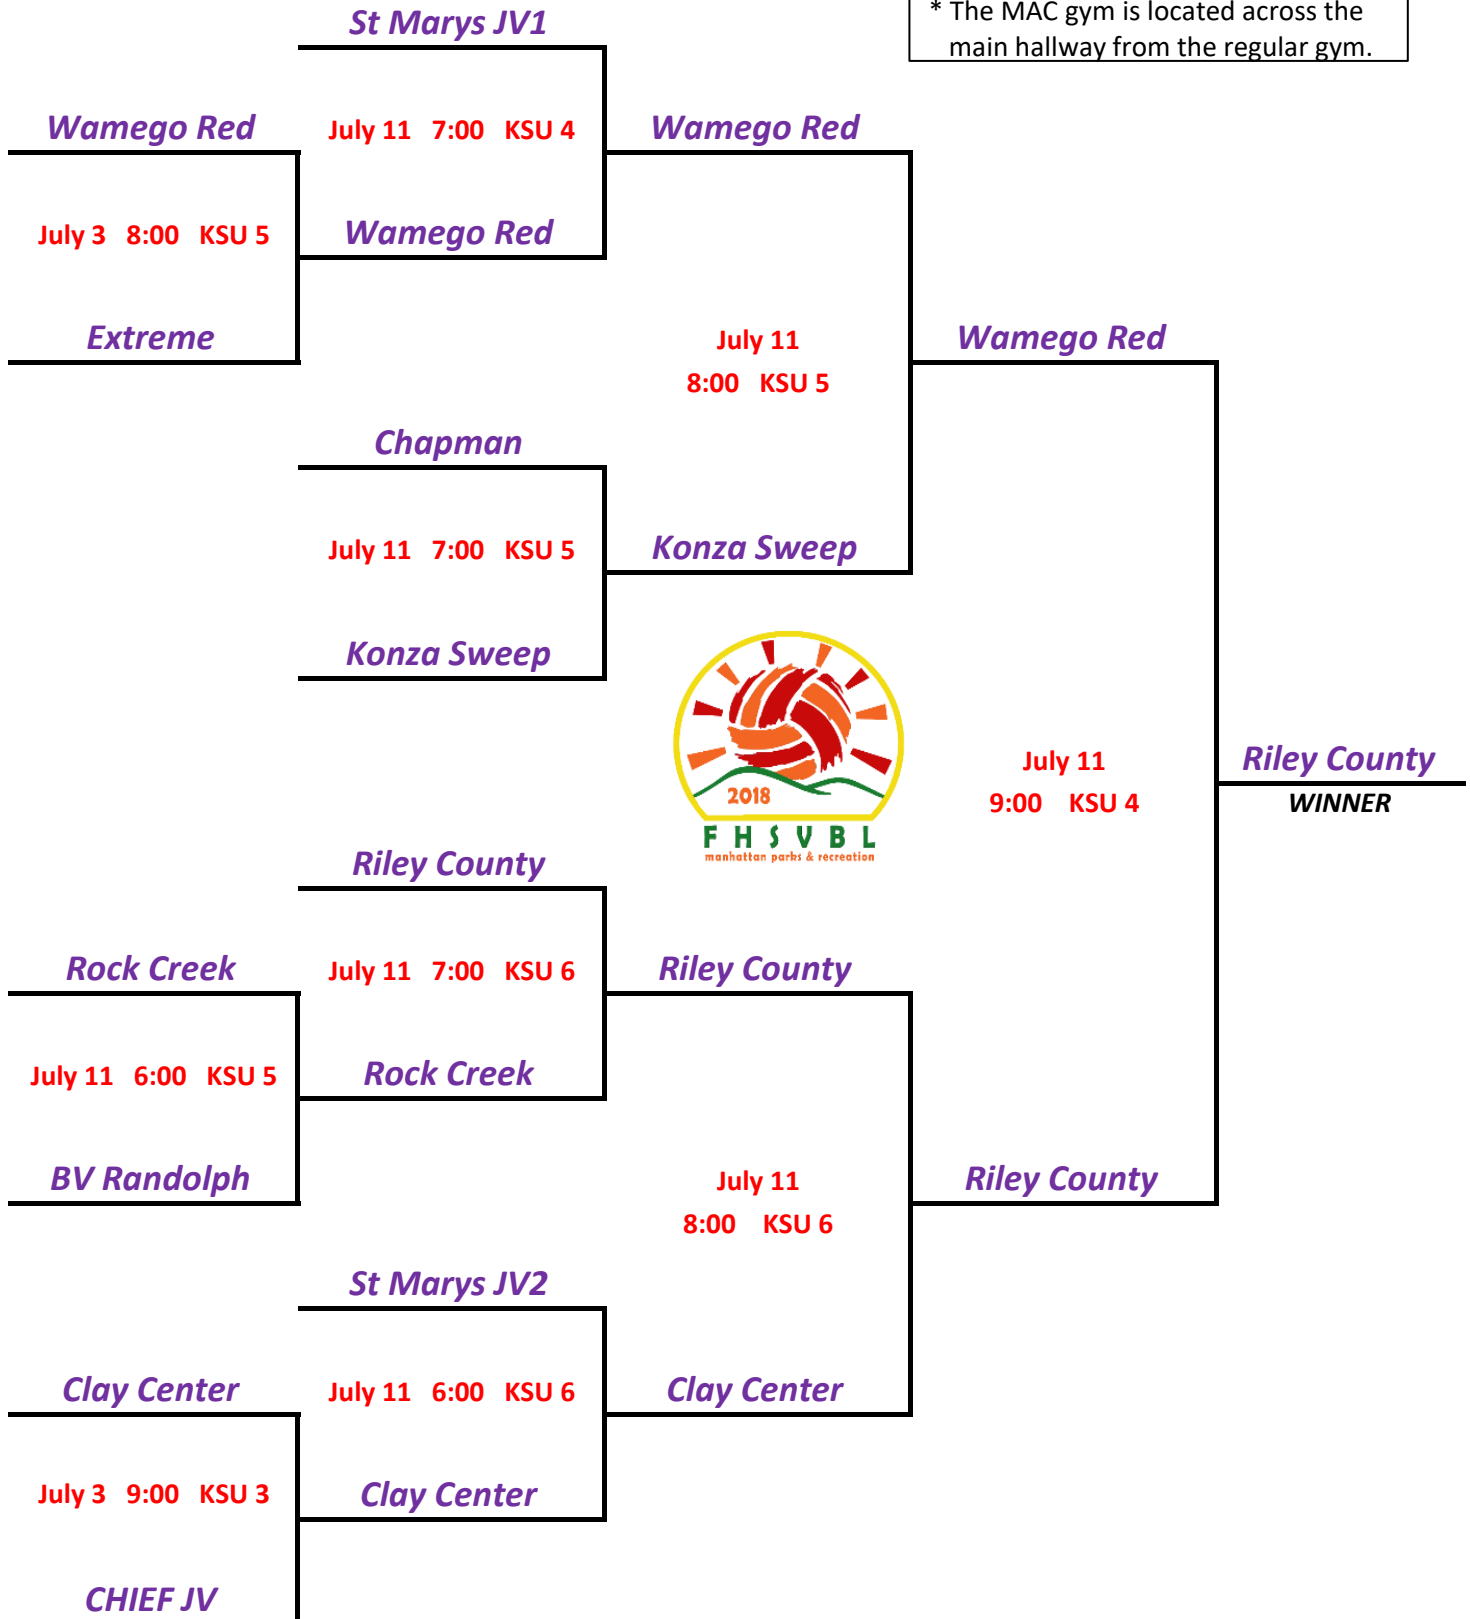 * The MAC gym is located across the
main hallway from the regular gym.
St Marys JV1
Wamego Red
July 11 7:00 KSU 4
Wamego Red
July 3 8:00 KSU 5
Wamego Red
Extreme
July 11
8:00 KSU 5
Wamego Red
Chapman
July 11 7:00 KSU 5
Konza Sweep
Konza Sweep
2018
FHSVBL
manhattan parks & recreation
July 11
9:00 KSU 4
Riley County
WINNER
Riley County
Rock Creek
July 11 7:00 KSU 6
Riley County
July 11 6:00 KSU 5
Rock Creek
BV Randolph
July 11
8:00 KSU 6
Riley County
St Marys JV2
Clay Center
July 11 6:00 KSU 6
Clay Center
July 3 9:00 KSU 3
Clay Center
CHIEF JV